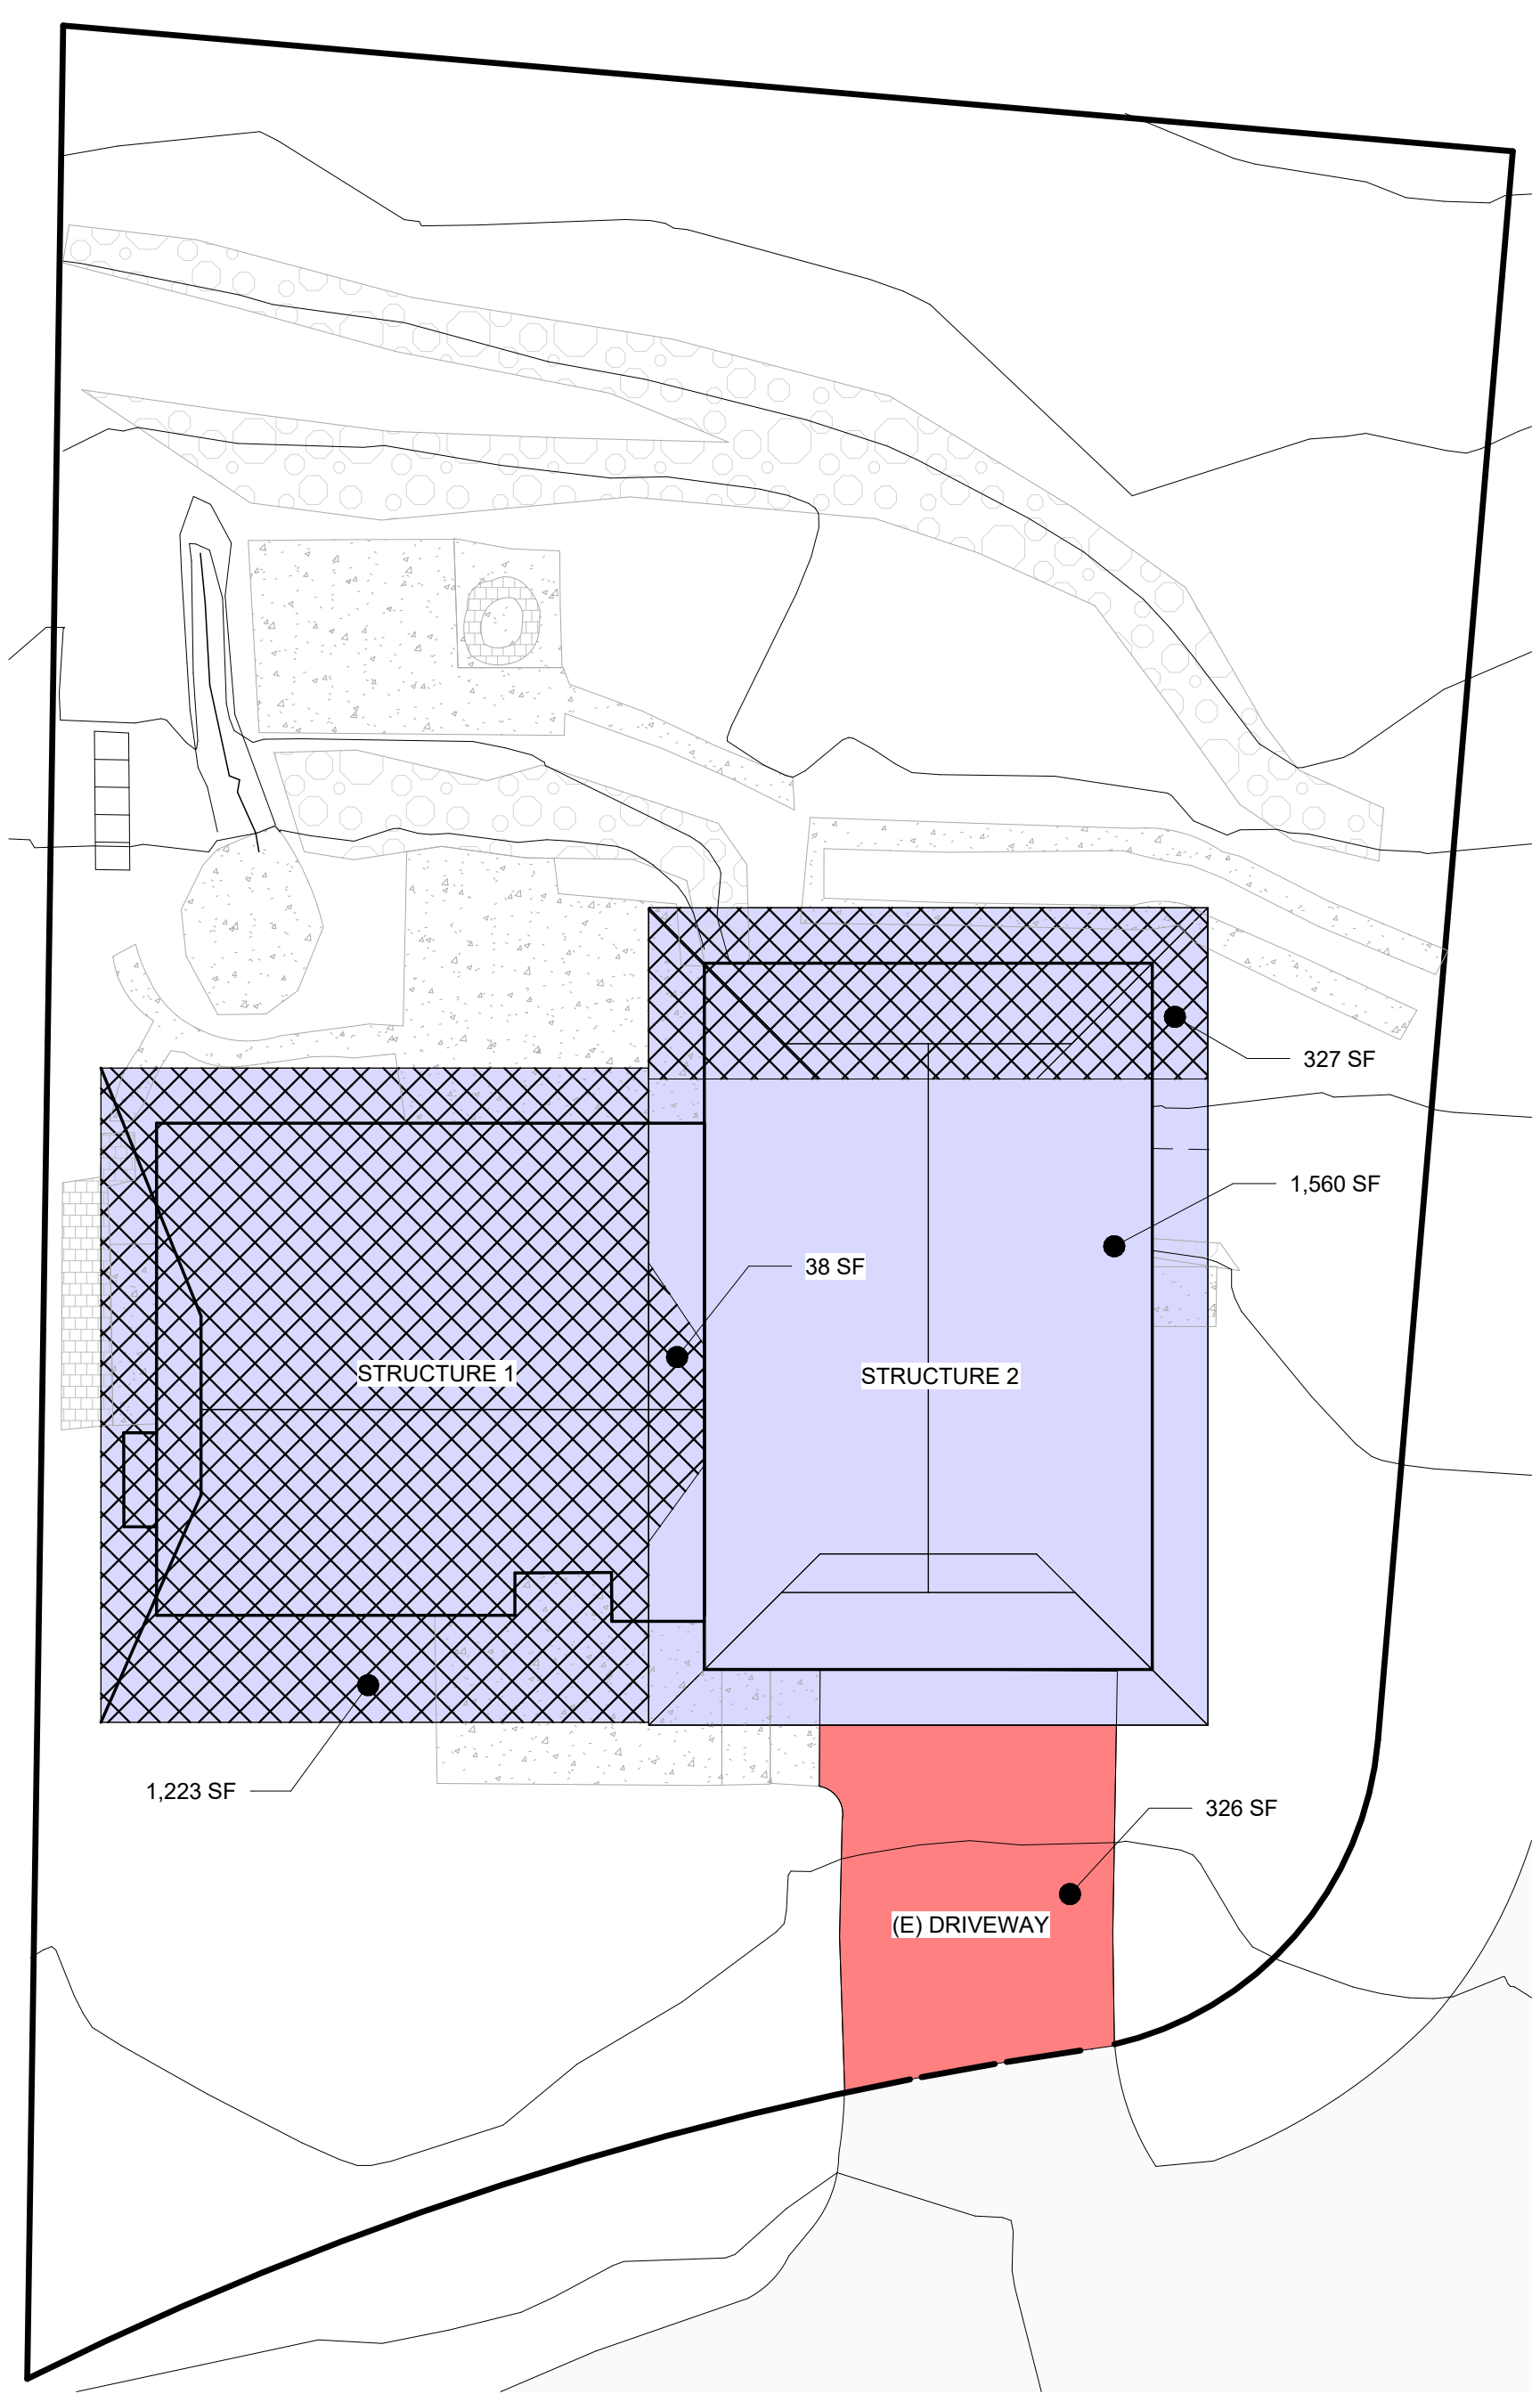 327 SF
1,560 SF
38 SF
STRUCTURE 1
STRUCTURE 2
1,223 SF
326 SF
(E) DRIVEWAY